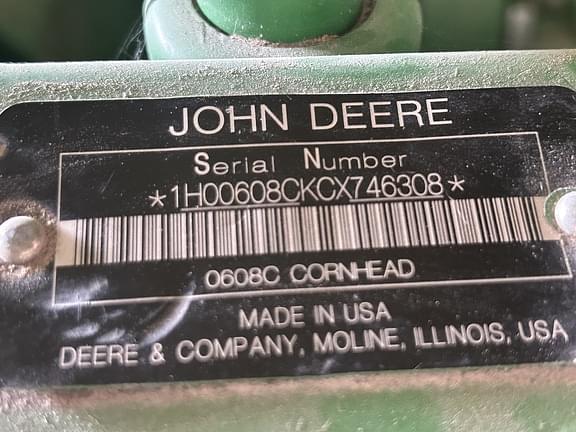 JOHN DEERE
Serial Number
*1H00608CKCX746308*
0608C CORNHEAD
MADE IN USA
DEERE & COMPANY, MOLINE, ILLINOIS, USA